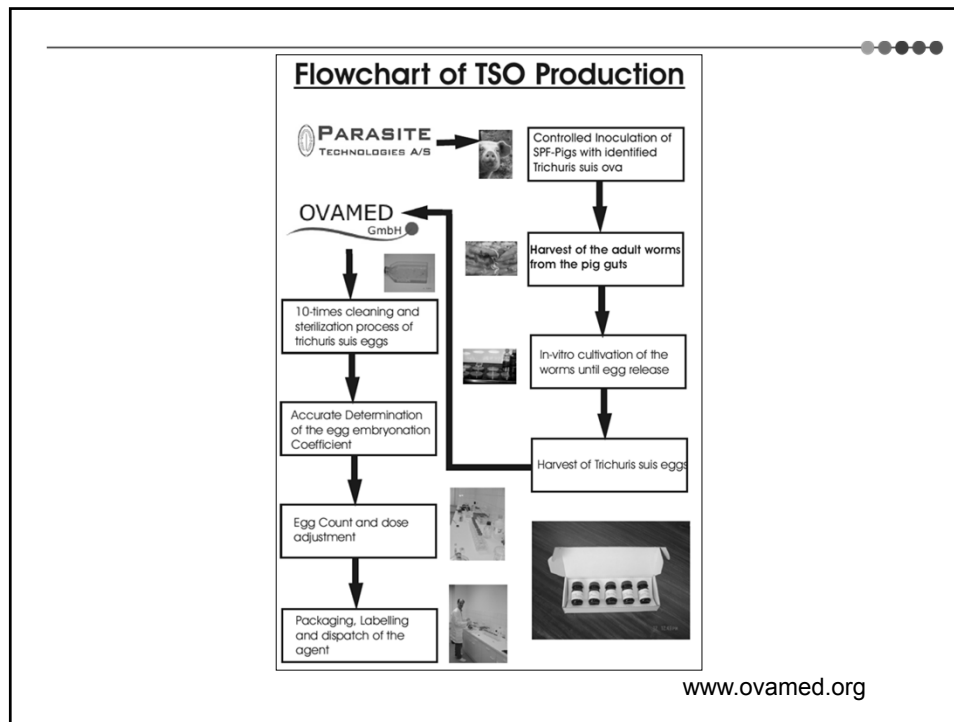 Flowchart of TSO Production
PARASITE
TECHNOLOGIES A/S
Controlled Inoculation of
SPF-Pigs with identified
Trichuris suis ova
Harvest of the adult worms
from the pig guts
In-vitro cultivation of the
worms until egg release
Harvest of Trichuris suis eggs
OVAMED
GmbH
10-times cleaning and
sterilization process of
trichuris suis eggs
Accurate Determination
of the egg embryonation
Coefficient
Egg Count and dose
adjustment
Packaging, Labelling
and dispatch of the
agent
www.ovamed.org